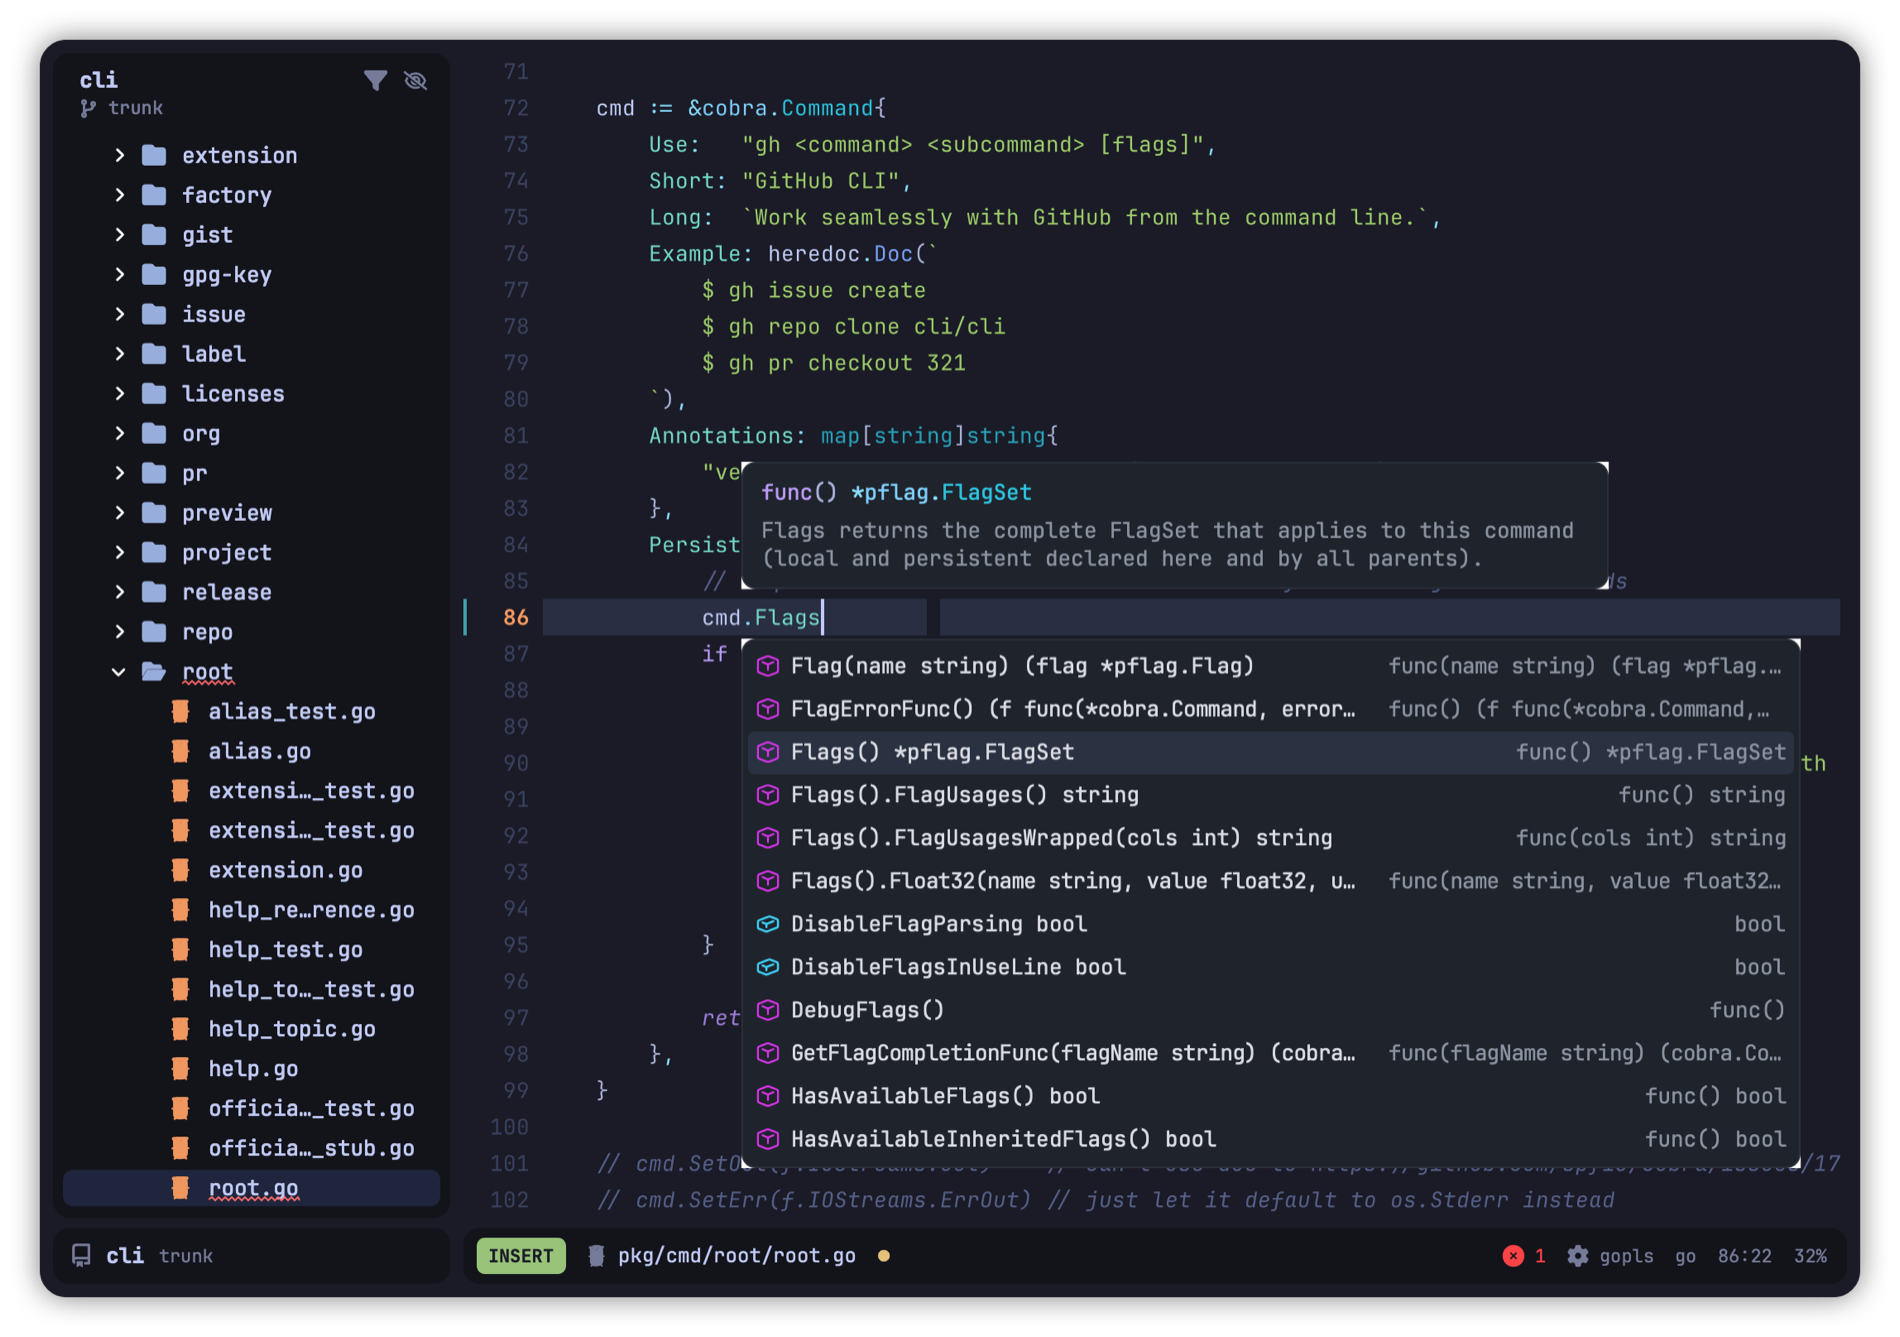 cli
trunk
extension
factory
gist
gpg-key
issue
label
licenses
org
pr
preview
project
release
repo
root
alias_test.go
alias.go
extensi…_test.go
extensi…_test.go
extension.go
help_re…rence.go
help_test.go
help_to…_test.go
help_topic.go
help.go
officia…_test.go
officia…_stub.go
root.go
cli trunk
71
72 cmd := &cobra.Command{
73 Use: "gh <command> <subcommand> [flags]",
74 Short: "GitHub CLI",
75 Long: `Work seamlessly with GitHub from the command line.`,
76 Example: heredoc.Doc(`
77 $ gh issue create
78 $ gh repo clone cli/cli
79 $ gh pr checkout 321
80 `),
81 Annotations: map[string]string{
82 "ve
83 },
84 Persist
85 // ds
86 cmd.Flags
87 if
88
89
90 th
91
92
93
94
95 }
96
97 ret
98 },
99 }
100
101 // cmd.SetO /17
102 // cmd.SetErr(f.IOStreams.ErrOut) // just let it default to os.Stderr instead
func() *pflag.FlagSet
Flags returns the complete FlagSet that applies to this command
(local and persistent declared here and by all parents).
Flag(name string) (flag *pflag.Flag) func(name string) (flag *pflag.…
FlagErrorFunc() (f func(*cobra.Command, error… func() (f func(*cobra.Command,…
Flags() *pflag.FlagSet func() *pflag.FlagSet
Flags().FlagUsages() string func() string
Flags().FlagUsagesWrapped(cols int) string func(cols int) string
Flags().Float32(name string, value float32, u… func(name string, value float32…
DisableFlagParsing bool bool
DisableFlagsInUseLine bool bool
DebugFlags() func()
GetFlagCompletionFunc(flagName string) (cobra… func(flagName string) (cobra.Co…
HasAvailableFlags() bool func() bool
HasAvailableInheritedFlags() bool func() bool
INSERT pkg/cmd/root/root.go 1 gopls go 86:22 32%